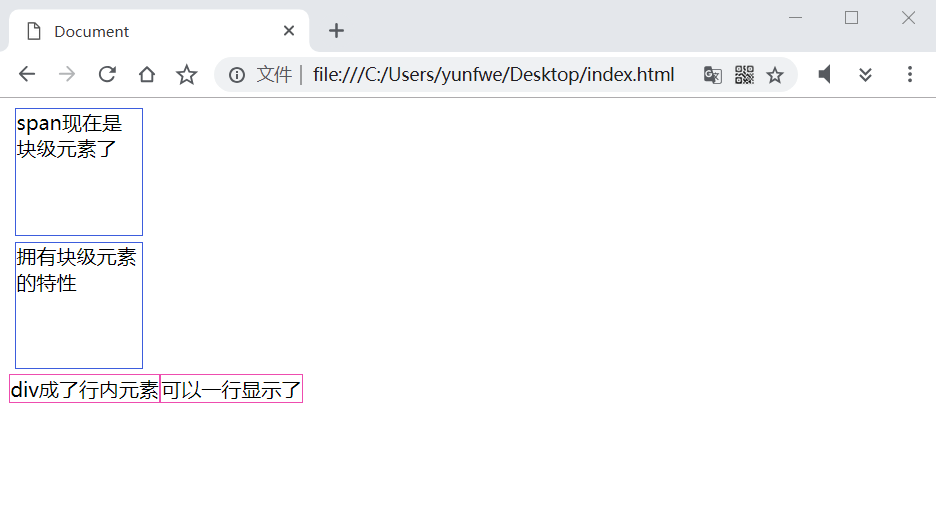 Document
文件 | file:///C:/Users/yunfwe/Desktop/index.html
span现在是
块级元素了
拥有块级元素
的特性
div成了行内元素 可以一行显示了